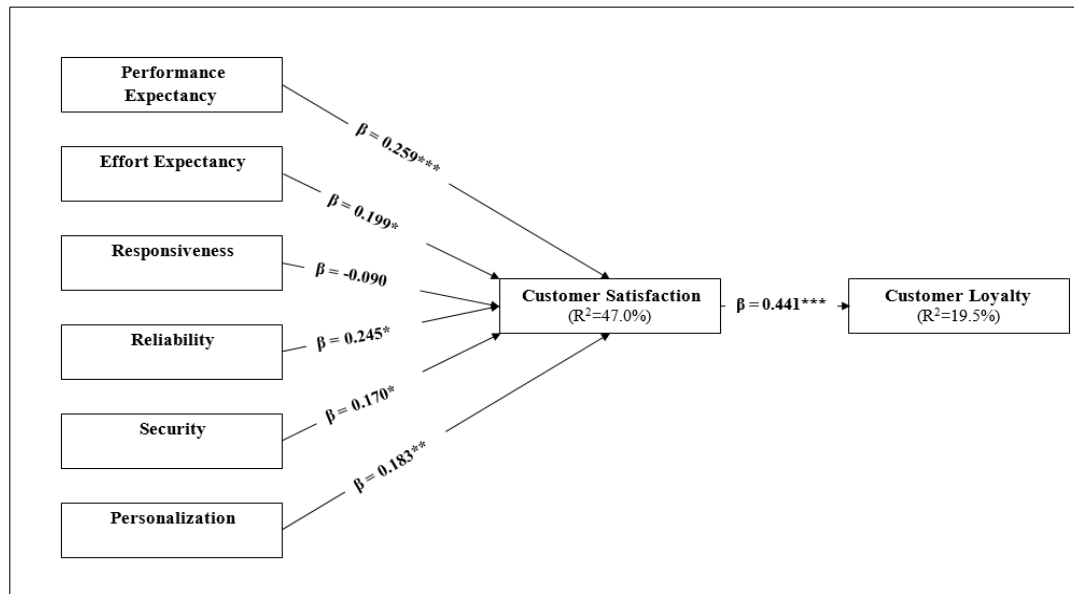 Performance
Expectancy
β = 0.259***
Effort Expectancy
β = 0.199*
Responsiveness
β = -0.090
Customer Satisfaction
(R²=47.0%)
β = 0.441***
Customer Loyalty
(R²=19.5%)
Reliability
β = 0.245*
Security
β = 0.170*
Personalization
β = 0.183**